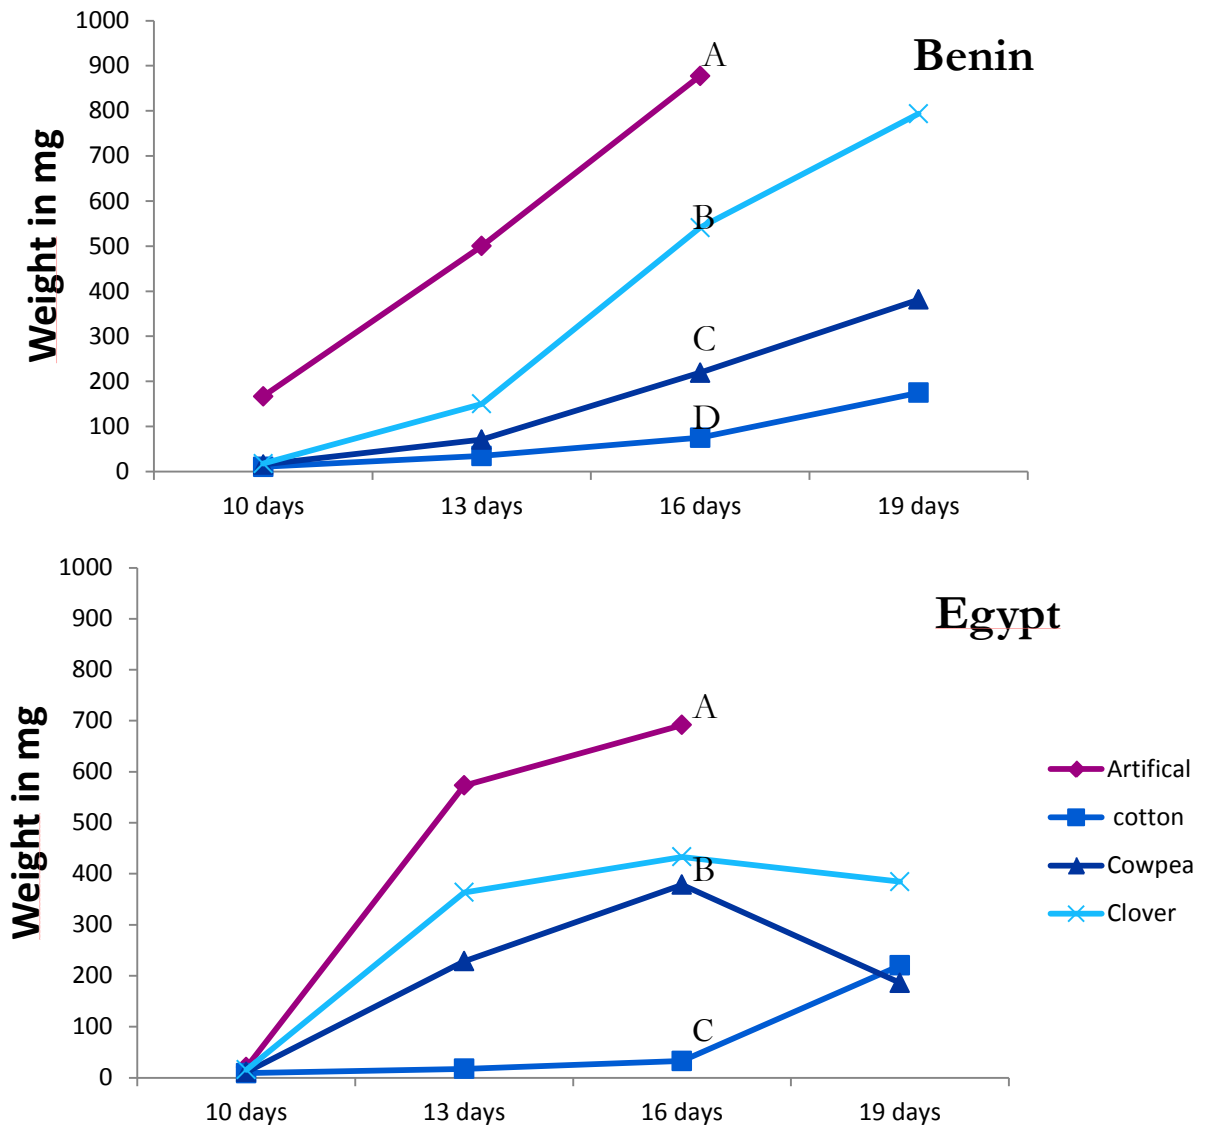 Benin
Weight in mg
1000
900
800
700
600
500
400
300
200
100
0
A
B
C
D
10 days
13 days
16 days
19 days
Egypt
Weight in mg
1000
900
800
700
600
500
400
300
200
100
0
A
B
C
10 days
13 days
16 days
19 days
Artifical
cotton
Cowpea
Clover